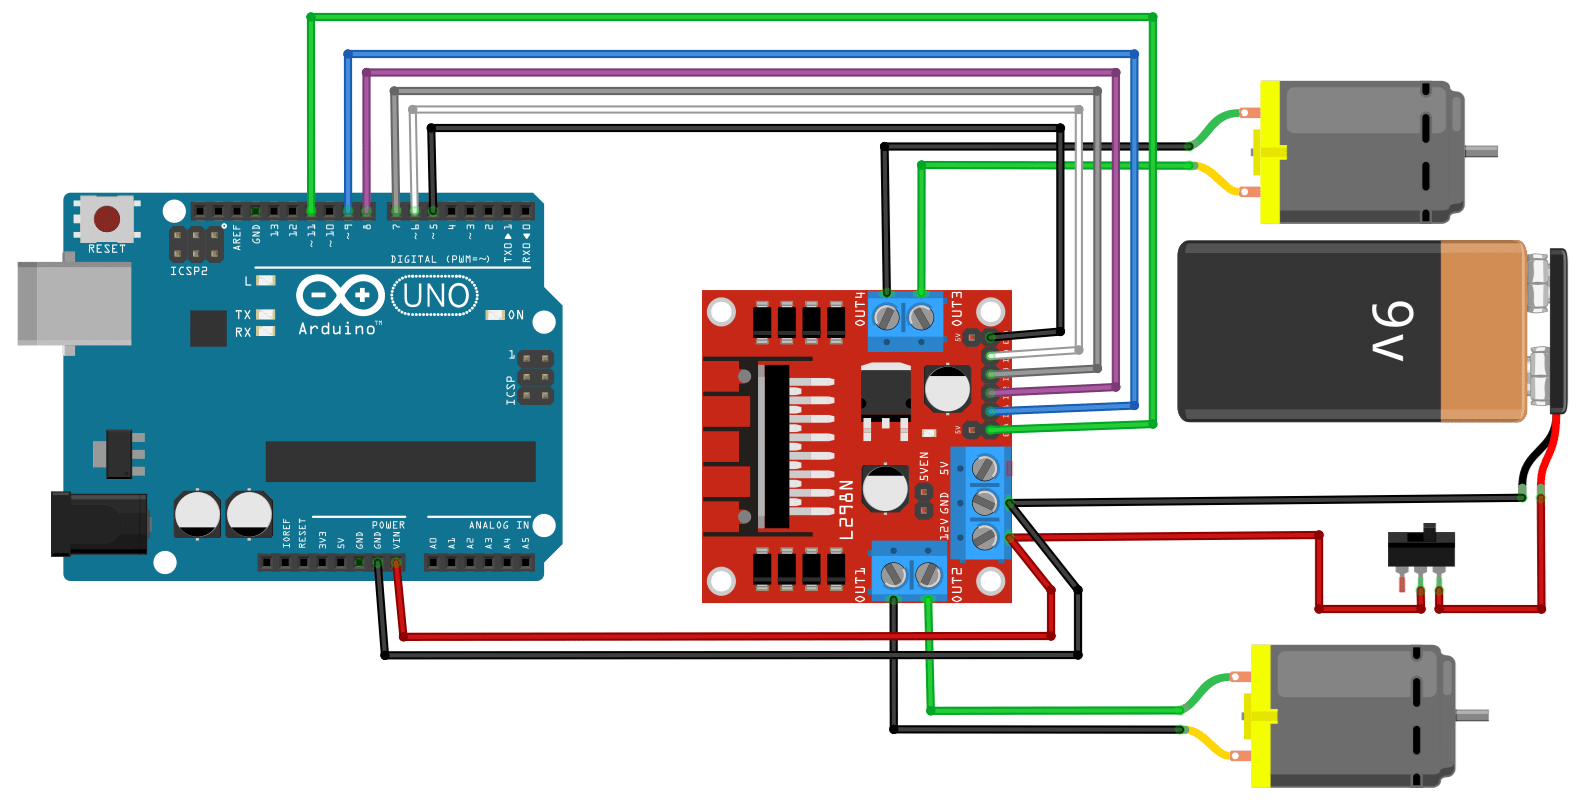 RESET
ICSP2
AREF
GND
13
12
~11
~10
~9
8
7
~6
~5
4
~3
2
TX0▶1
RX0◀0
DIGITAL (PWM=~)
L
TX
RX
UNO
Arduino™
ON
1
ICSP
POWER
ANALOG IN
IOREF
RESET
3V3
5V
GND
GND
VIN
A0
A1
A2
A3
A4
A5
OUT4
OUT3
5V
5V
5VEN
5V
GND
12V
L298N
OUT1
OUT2
9v